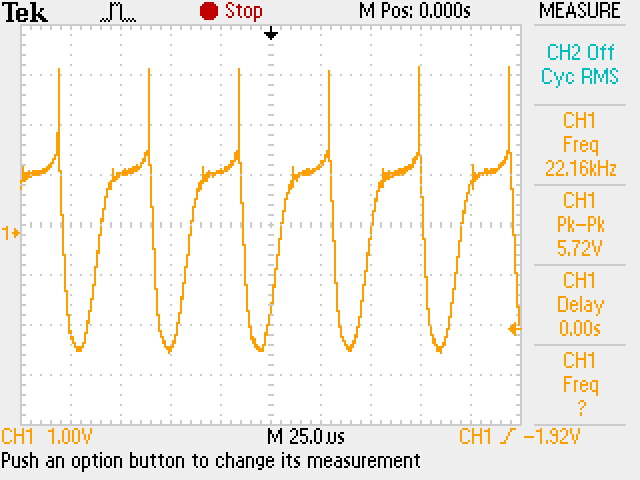 Tek Stop M Pos: 0.000s MEASURE
CH2 Off
Cyc RMS
CH1
Freq
22.16kHz
CH1
Pk-Pk
5.72V
CH1
Delay
0.00s
CH1
Freq
?
1
CH1 1.00V M 25.0us CH1 -1.92V
Push an option button to change its measurement